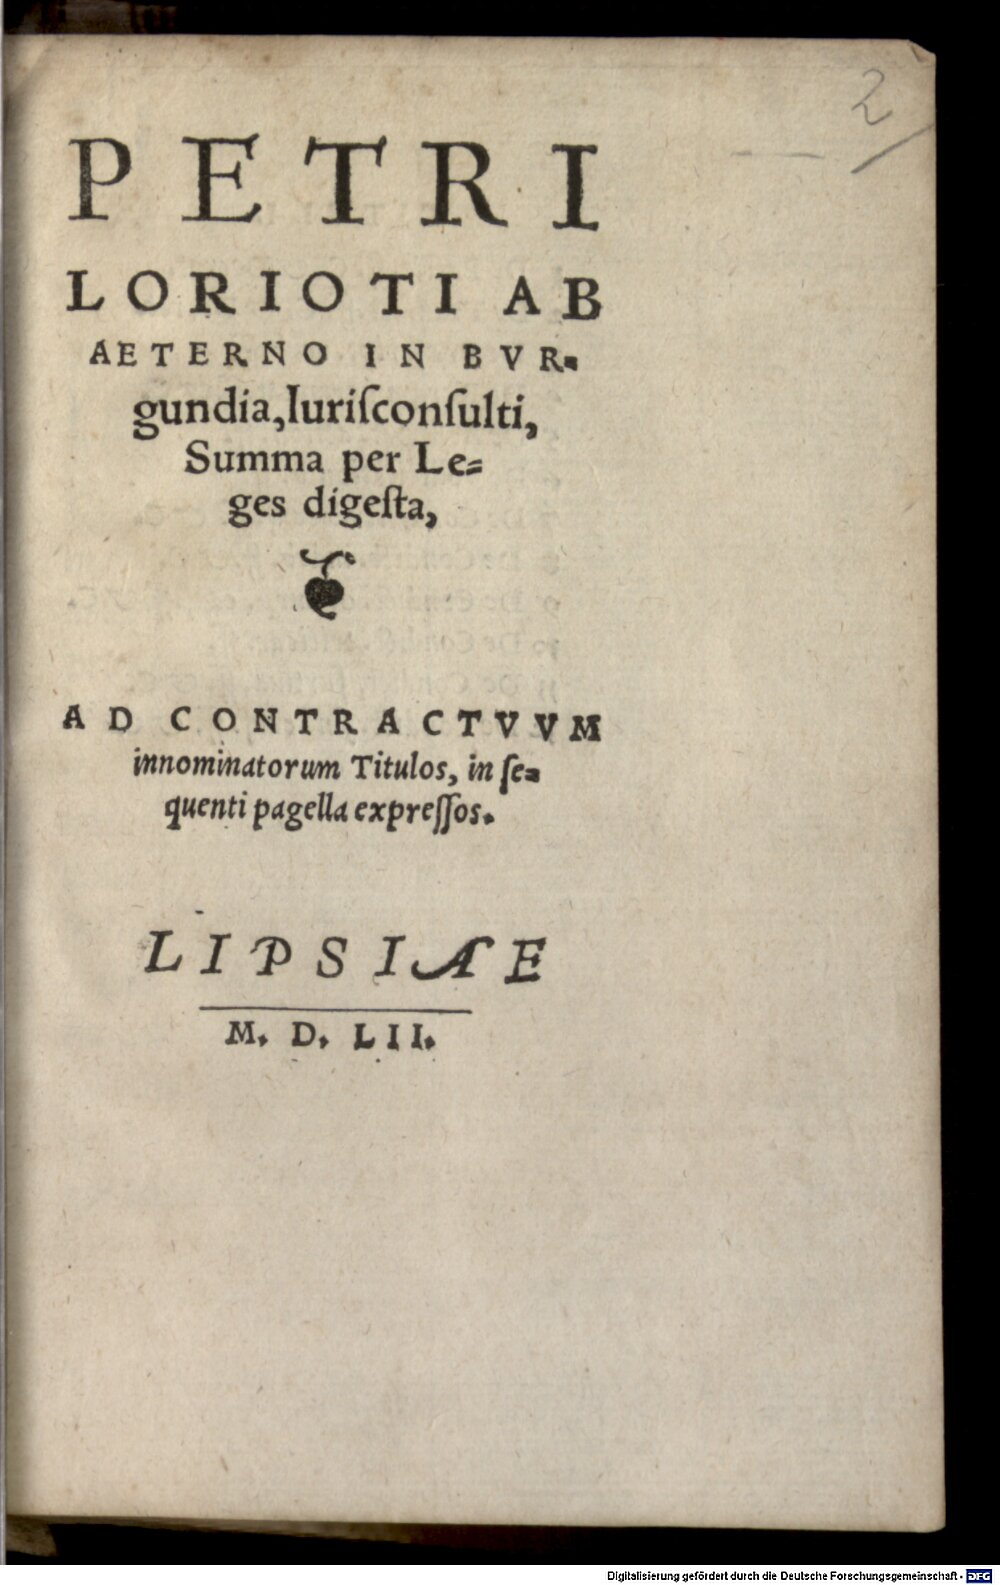 2
PETRI
LORIOTI AB
AETERNO IN BVR-
gundia, Iuriſconſulti,
Summa per Le=
ges digeſta,
❦
AD CONTRACTVVM
innominatorum Titulos, in ſe=
quenti pagella expreſſos.
LIPSIAE
M. D. LII.
Digitalisierung gefördert durch die Deutsche Forschungsgemeinschaft - DFG